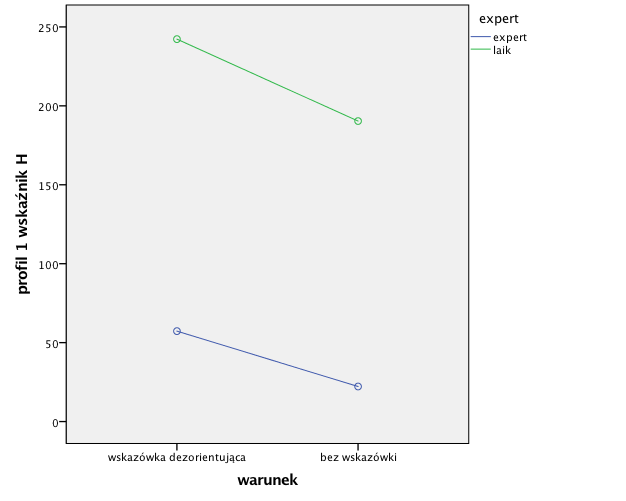 expert
expert
laik
250
200
150
100
50
0
profil 1 wskaźnik H
wskazówka dezorientująca
bez wskazówki
warunek